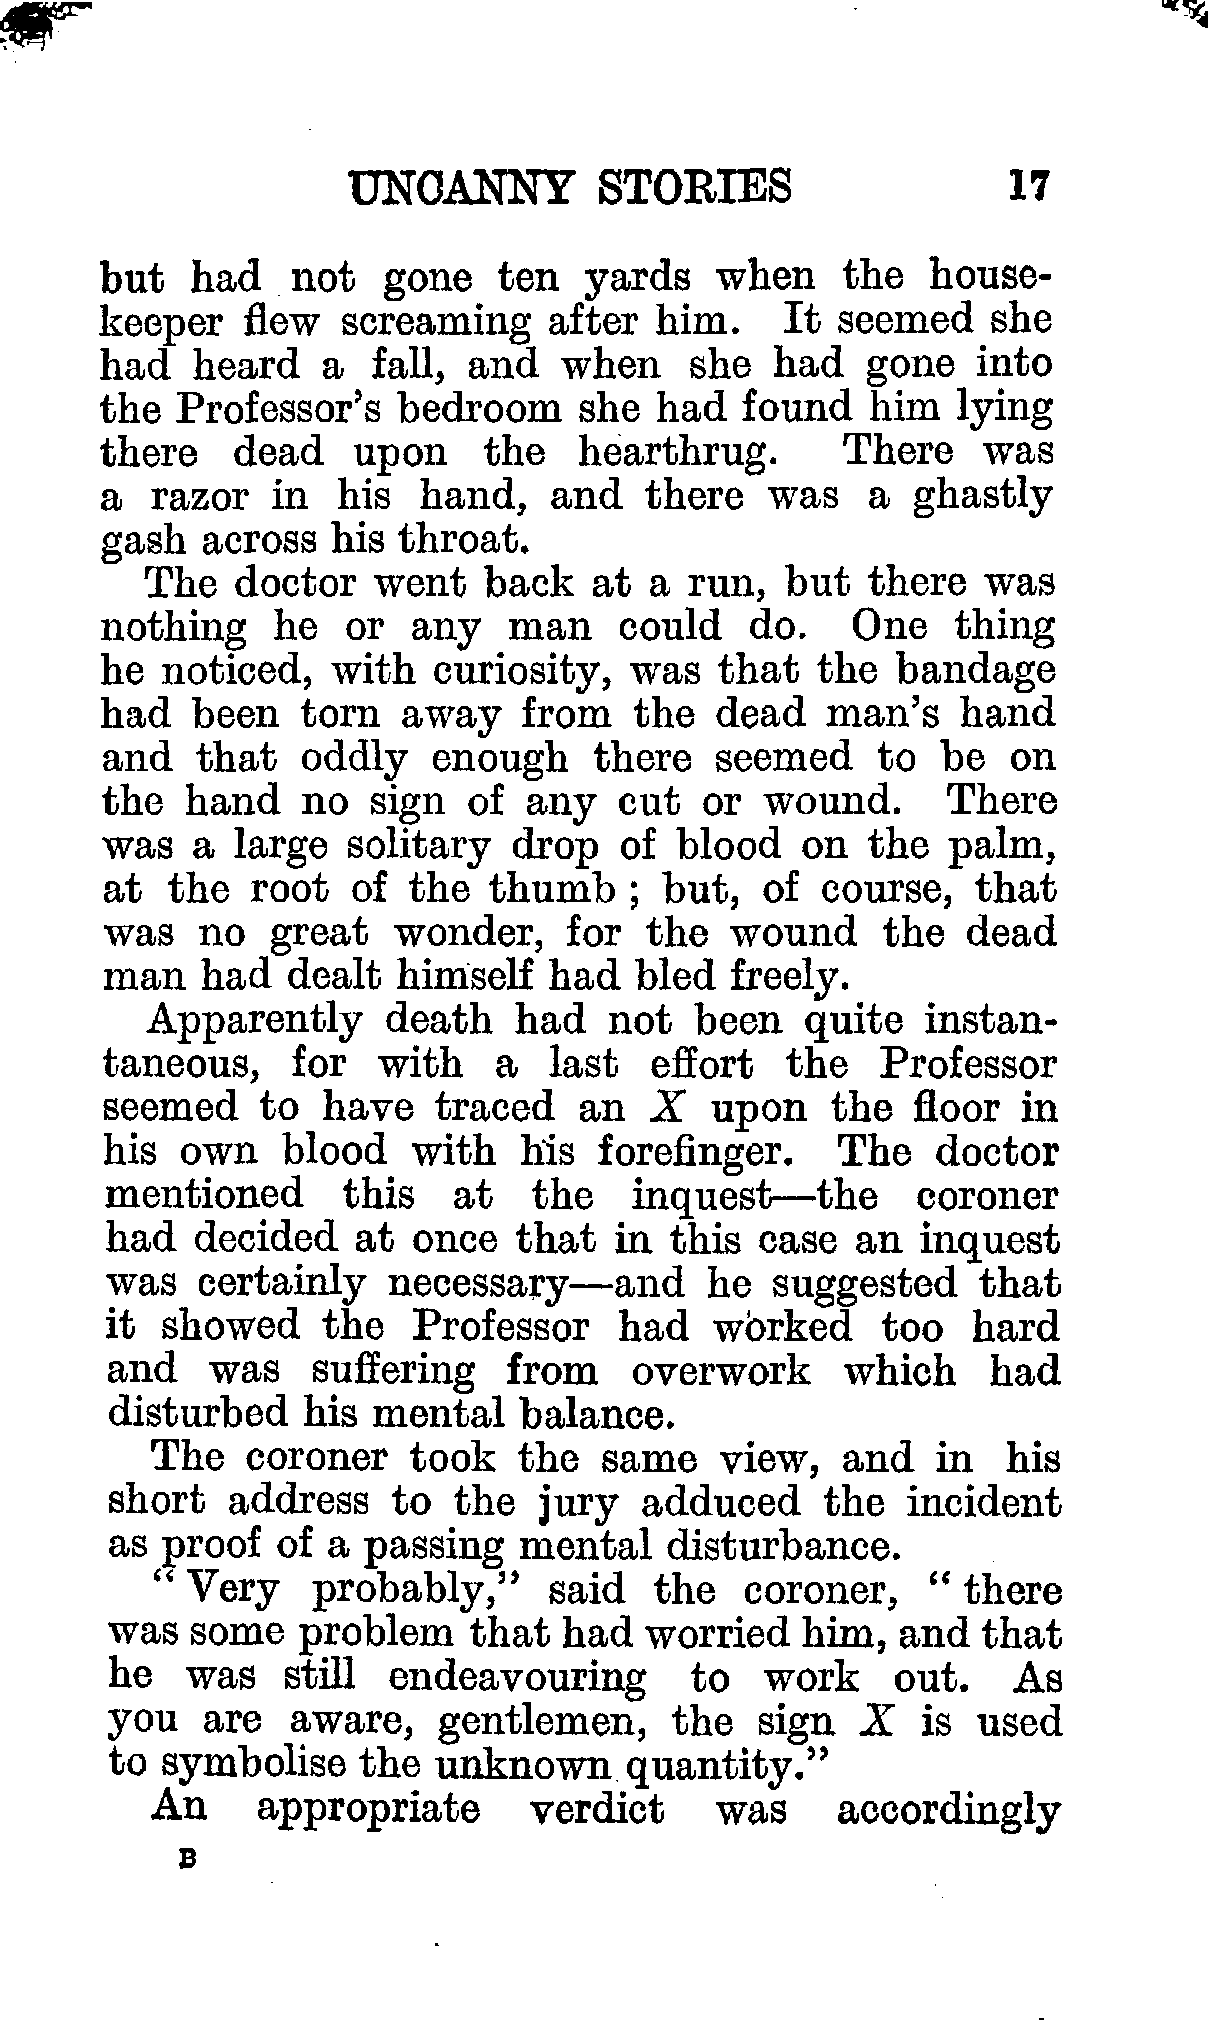 UNCANNY STORIES 17
but had not gone ten yards when the house-
keeper flew screaming after him. It seemed she
had heard a fall, and when she had gone into
the Professor's bedroom she had found him lying
there dead upon the hearthrug. There was
a razor in his hand, and there was a ghastly
gash across his throat.
The doctor went back at a run, but there was
nothing he or any man could do. One thing
he noticed, with curiosity, was that the bandage
had been torn away from the dead man's hand
and that oddly enough there seemed to be on
the hand no sign of any cut or wound. There
was a large solitary drop of blood on the palm,
at the root of the thumb ; but, of course, that
was no great wonder, for the wound the dead
man had dealt himself had bled freely.
Apparently death had not been quite instan-
taneous, for with a last effort the Professor
seemed to have traced an X upon the floor in
his own blood with his forefinger. The doctor
mentioned this at the inquest—the coroner
had decided at once that in this case an inquest
was certainly necessary—and he suggested that
it showed the Professor had worked too hard
and was suffering from overwork which had
disturbed his mental balance.
The coroner took the same view, and in his
short address to the jury adduced the incident
as proof of a passing mental disturbance.
“ Very probably,” said the coroner, “ there
was some problem that had worried him, and that
he was still endeavouring to work out. As
you are aware, gentlemen, the sign X is used
to symbolise the unknown quantity.”
An appropriate verdict was accordingly
B